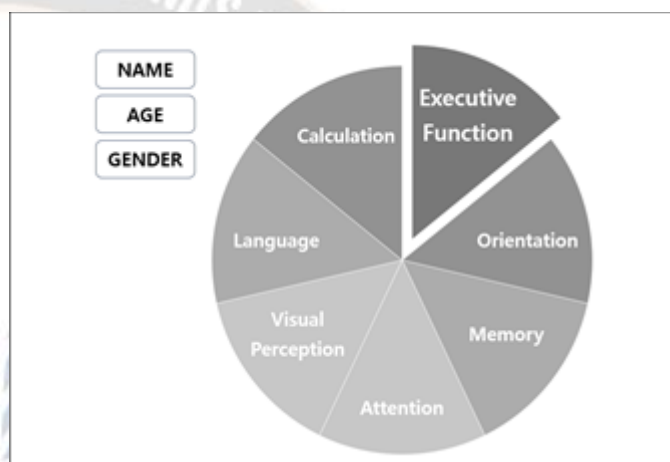 NAME
AGE
GENDER
Executive
Function
Calculation
Orientation
Language
Memory
Visual
Perception
Attention